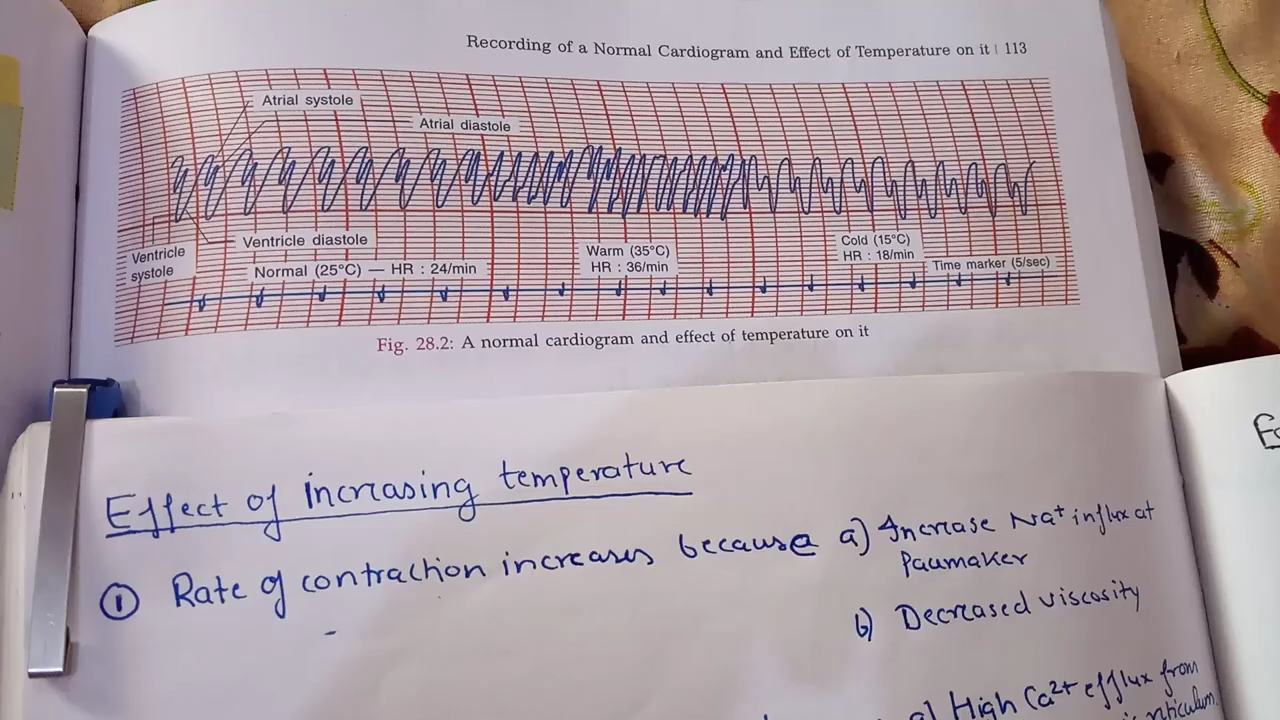 Recording of a Normal Cardiogram and Effect of Temperature on it | 113
Atrial systole
Atrial diastole
Ventricle
systole
Ventricle diastole
Normal (25°C) — HR : 24/min
Warm (35°C)
HR : 36/min
Cold (15°C)
HR : 18/min
Time marker (5/sec)
Fig. 28.2: A normal cardiogram and effect of temperature on it
Effect of increasing temperature
① Rate of contraction increases because a) Increase Na+ influx at
Paumaker
b) Decreased viscosity
a) High Ca2+ efflux from